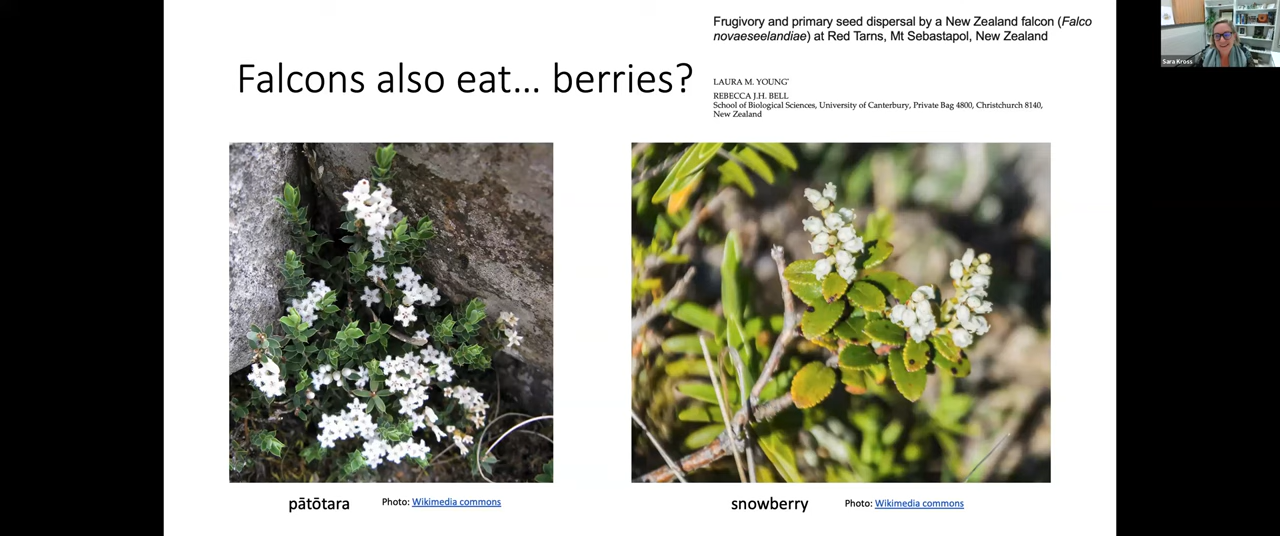 Frugivory and primary seed dispersal by a New Zealand falcon (Falco
novaeseelandiae) at Red Tarns, Mt Sebastapol, New Zealand
Falcons also eat... berries?
LAURA M. YOUNG*
REBECCA J.H. BELL
School of Biological Sciences, University of Canterbury, Private Bag 4800, Christchurch 8140,
New Zealand
Sara Kross
pātōtara
Photo: Wikimedia commons
snowberry
Photo: Wikimedia commons